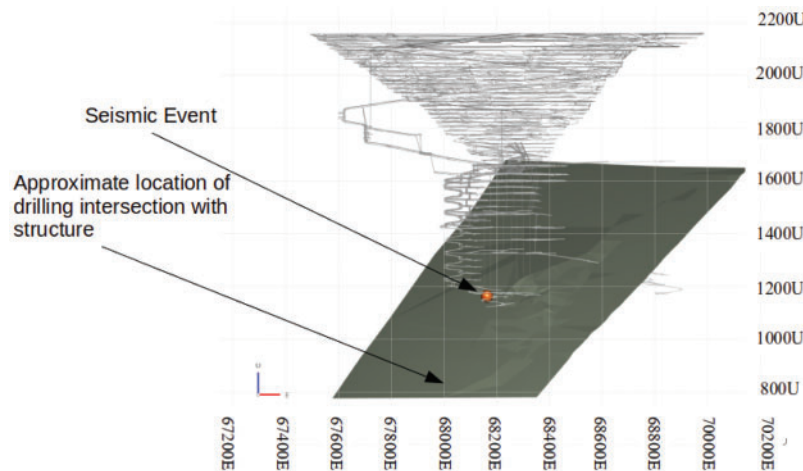 2200U
2000U
Seismic Event
1800U
Approximate location of
drilling intersection with
structure
1600U
1400U
1200U
1000U
800U
U
E
67200E
67400E
67600E
67800E
68000E
68200E
68400E
68600E
68800E
70000E
70200E